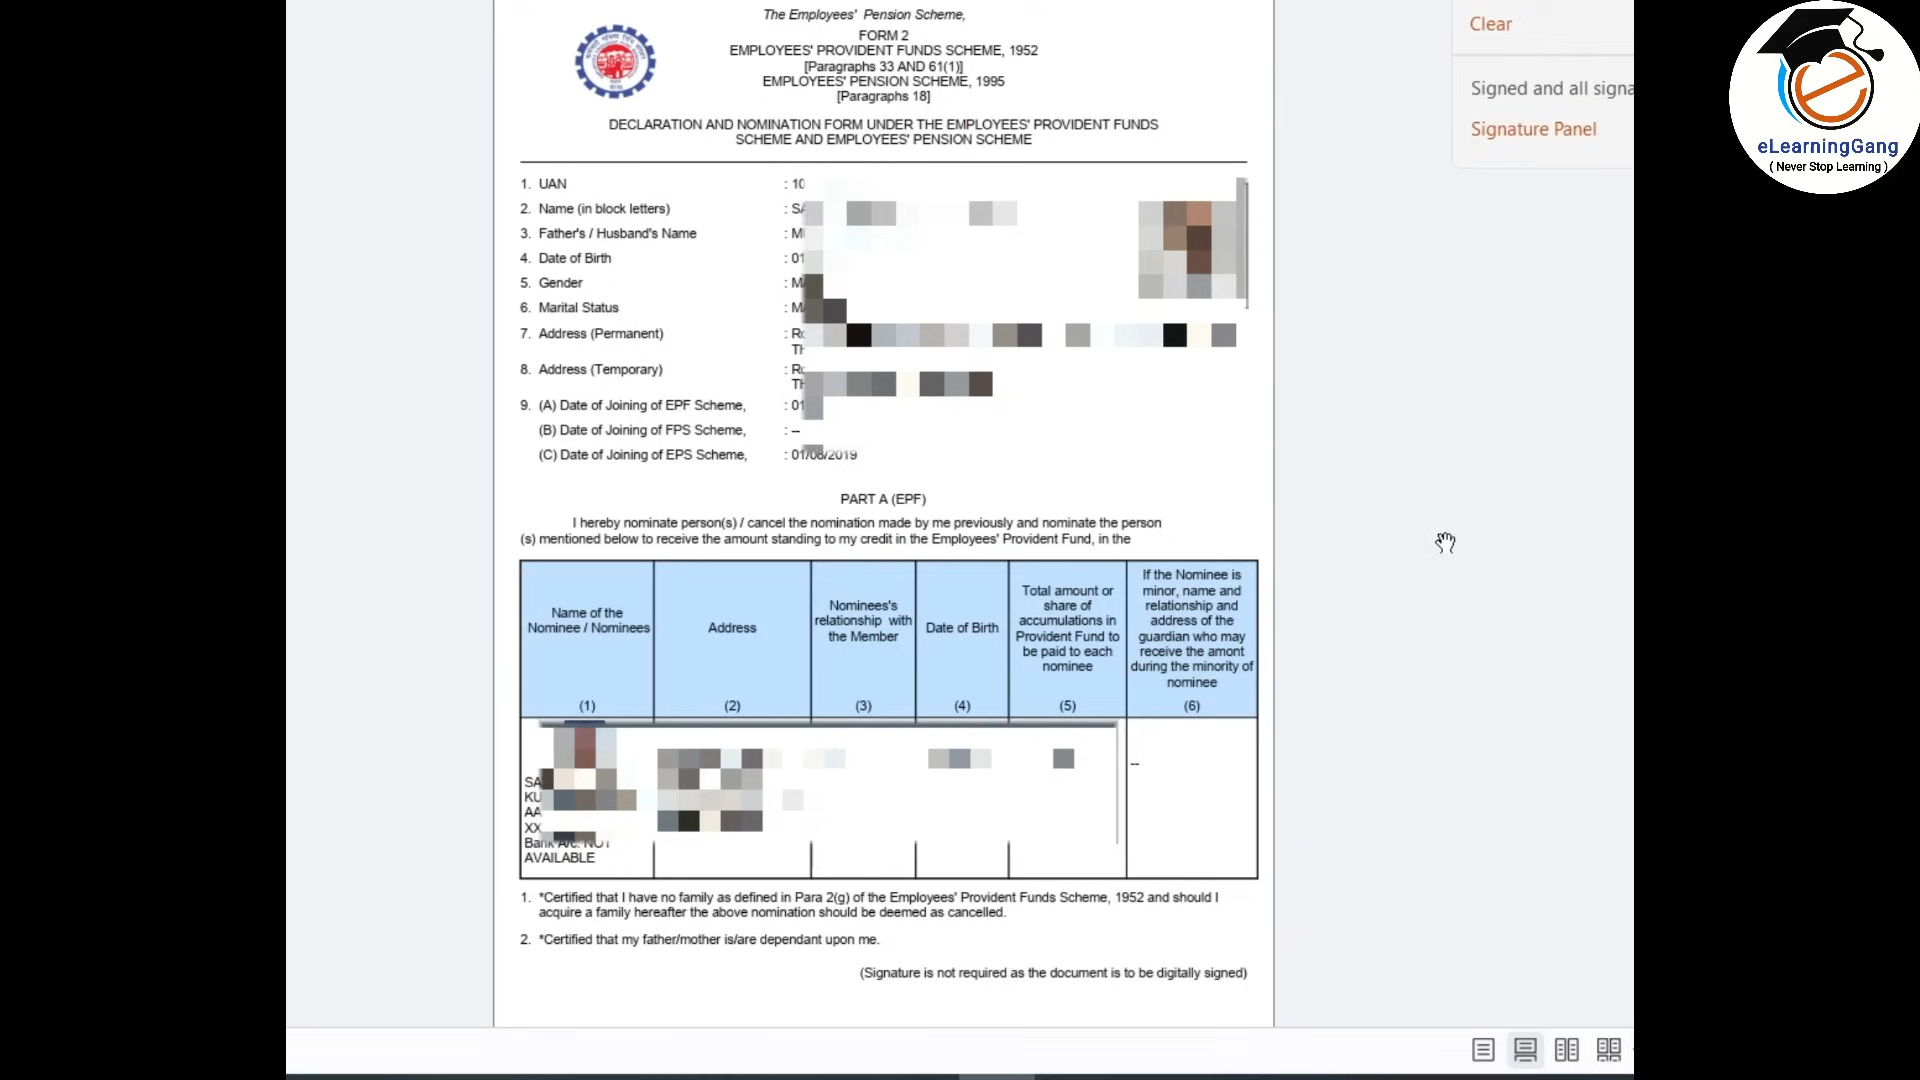 The Employees' Pension Scheme,
FORM 2
EMPLOYEES' PROVIDENT FUNDS SCHEME, 1952
[Paragraphs 33 AND 61(1)]
EMPLOYEES' PENSION SCHEME, 1995
[Paragraphs 18]
DECLARATION AND NOMINATION FORM UNDER THE EMPLOYEES' PROVIDENT FUNDS
SCHEME AND EMPLOYEES' PENSION SCHEME
1. UAN : 10
2. Name (in block letters) : SA
3. Father's / Husband's Name : M
4. Date of Birth : 01
5. Gender : MA
6. Marital Status : MA
7. Address (Permanent) : Ro
TH
8. Address (Temporary) : Ro
TH
9. (A) Date of Joining of EPF Scheme, : 01
(B) Date of Joining of FPS Scheme, : --
(C) Date of Joining of EPS Scheme, : 01/08/2019
PART A (EPF)
I hereby nominate person(s) / cancel the nomination made by me previously and nominate the person
(s) mentioned below to receive the amount standing to my credit in the Employees' Provident Fund, in the
Name of the
Nominee / Nominees
(1)
Address
(2)
Nominees's
relationship with
the Member
(3)
Date of Birth
(4)
Total amount or
share of
accumulations in
Provident Fund to
be paid to each
nominee
(5)
If the Nominee is
minor, name and
relationship and
address of the
guardian who may
receive the amont
during the minority of
nominee
(6)
SA
KU
AA
XX
Bank A/c. NOT
AVAILABLE
--
1. *Certified that I have no family as defined in Para 2(g) of the Employees' Provident Funds Scheme, 1952 and should I
acquire a family hereafter the above nomination should be deemed as cancelled.
2. *Certified that my father/mother is/are dependant upon me.
(Signature is not required as the document is to be digitally signed)
Clear
Signed and all signa
Signature Panel
eLearningGang
( Never Stop Learning )